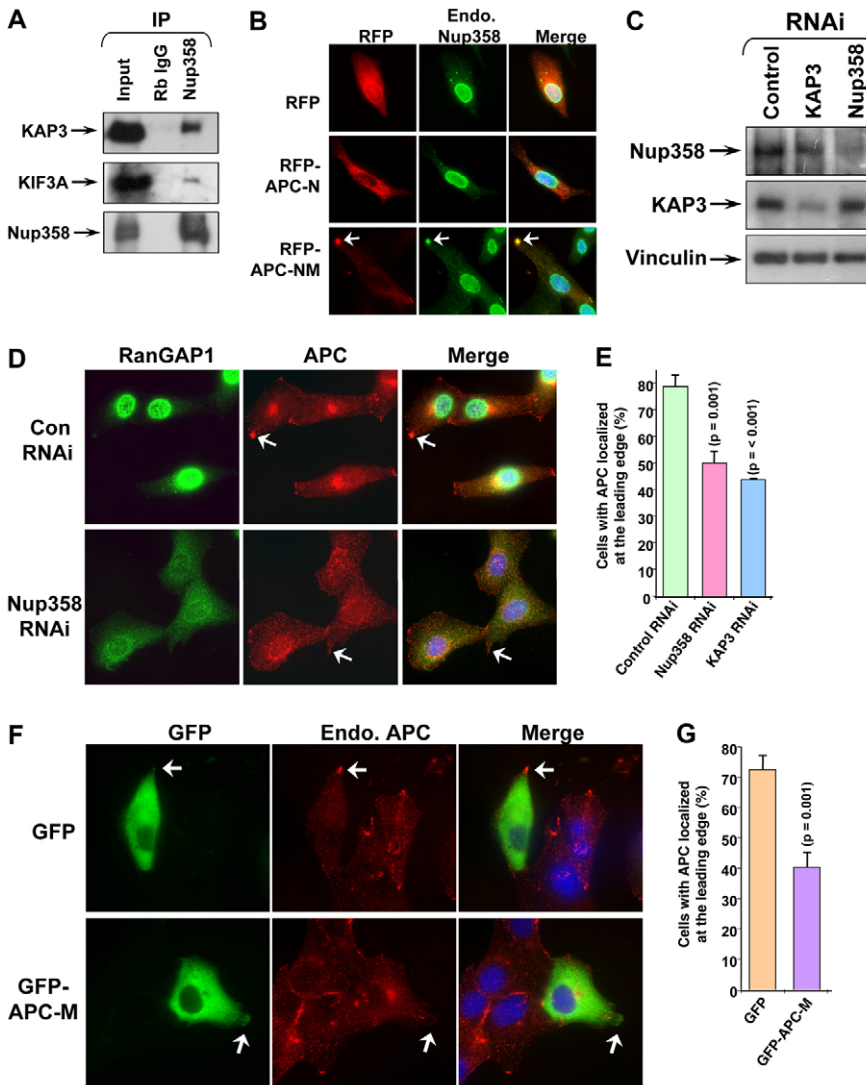 A
IP
Input
Rb IgG
Nup358
KAP3
KIF3A
Nup358
B
RFP
Endo.
Nup358
Merge
RFP
RFP-
APC-N
RFP-
APC-NM
C
RNAi
Control
KAP3
Nup358
Nup358
KAP3
Vinculin
D
RanGAP1
APC
Merge
Con
RNAi
Nup358
RNAi
E
Cells with APC localized
at the leading edge (%)
80
70
60
50
40
30
20
10
0
(p = 0.001)
(p = < 0.001)
Control RNAi
Nup358 RNAi
KAP3 RNAi
F
GFP
Endo. APC
Merge
GFP
GFP-
APC-M
G
Cells with APC localized
at the leading edge (%)
80
70
60
50
40
30
20
10
0
(p = 0.001)
GFP
GFP-APC-M